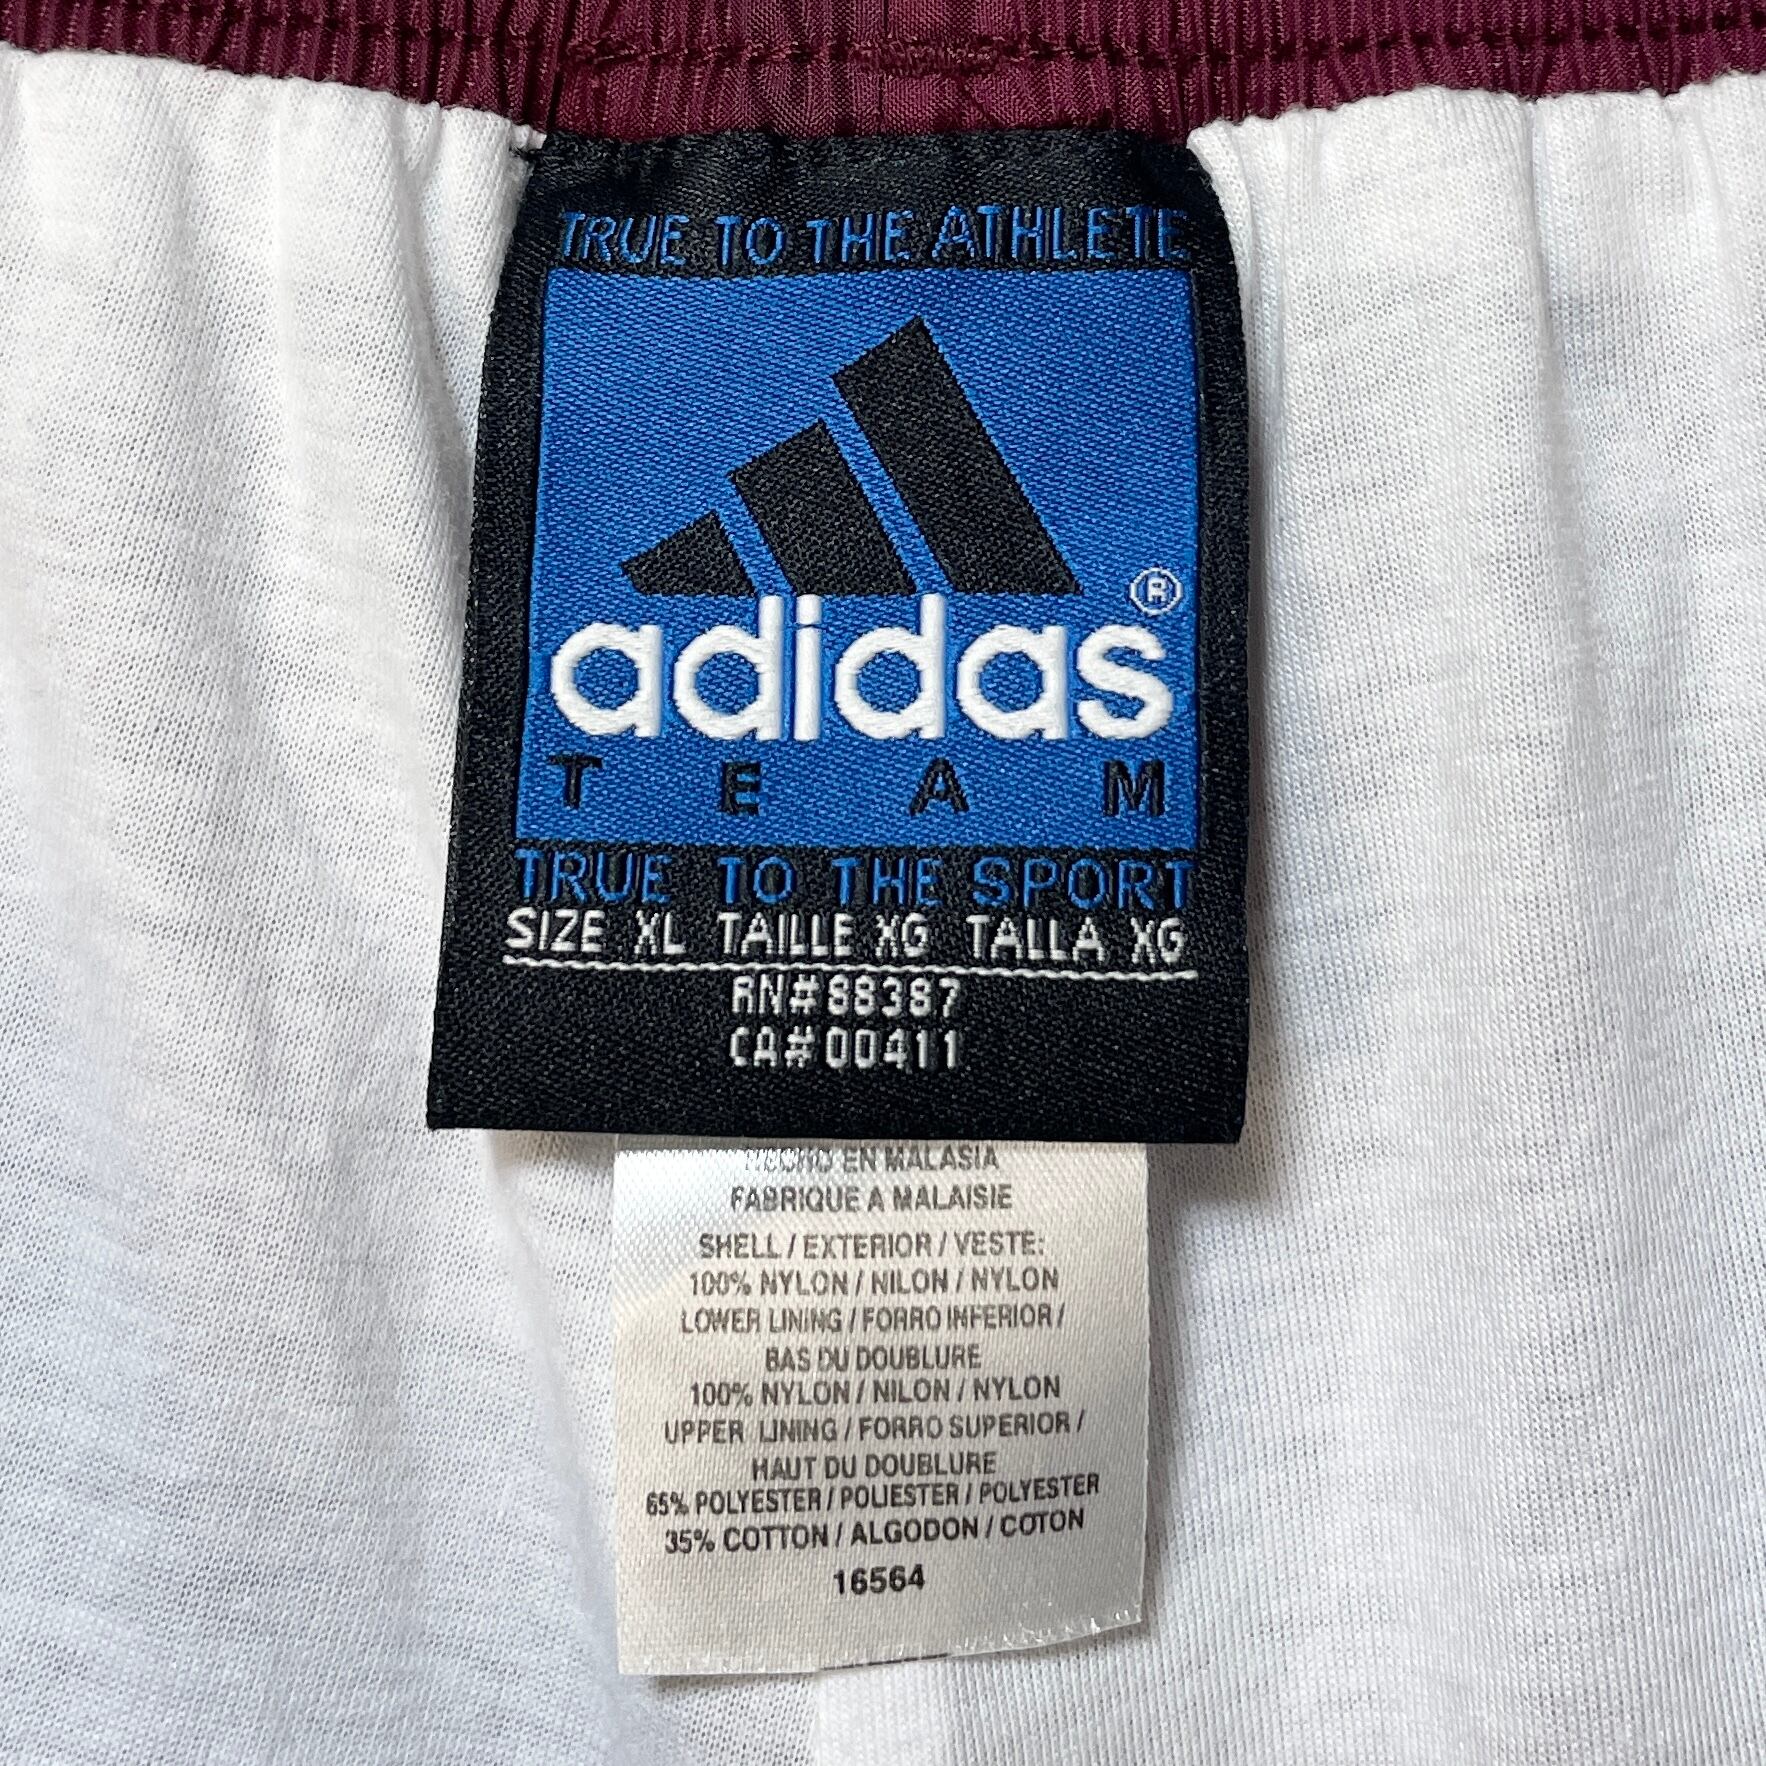 TRUE TO THE ATHLETE
®
adidas
TEAM
TRUE TO THE SPORT
SIZE XL TAILLE XG TALLA XG
RN#88387
CA#00411
HECHO EN MALASIA
FABRIQUE A MALAISIE
SHELL / EXTERIOR / VESTE:
100% NYLON / NILON / NYLON
LOWER LINING / FORRO INFERIOR /
BAS DU DOUBLURE
100% NYLON / NILON / NYLON
UPPER LINING / FORRO SUPERIOR /
HAUT DU DOUBLURE
65% POLYESTER / POLIESTER / POLYESTER
35% COTTON / ALGODON / COTON
16564